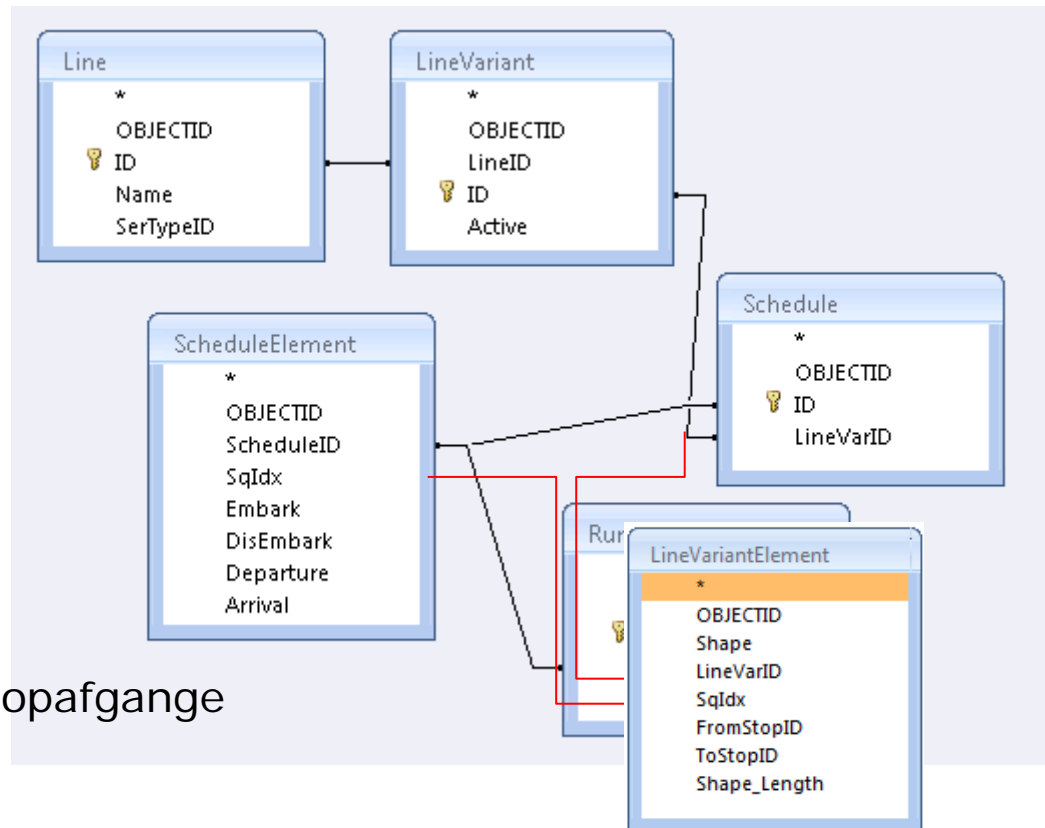 Line
*
OBJECTID
ID
Name
SerTypeID
LineVariant
*
OBJECTID
LineID
ID
Active
Schedule
*
OBJECTID
ID
LineVarID
ScheduleElement
*
OBJECTID
ScheduleID
SqIdx
Embark
DisEmbark
Departure
Arrival
LineVariantElement
*
OBJECTID
Shape
LineVarID
SqIdx
FromStopID
ToStopID
Shape_Length
opafgange